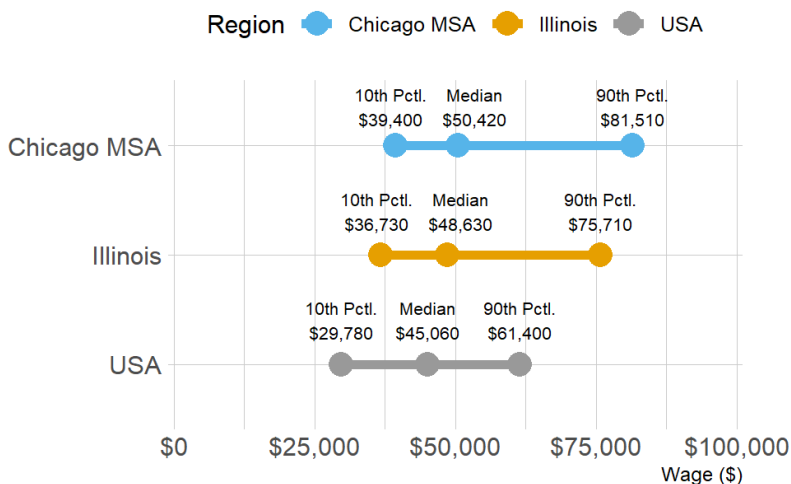 Region Chicago MSA Illinois USA
10th Pctl. Median 90th Pctl.
$39,400 $50,420 $81,510
Chicago MSA
10th Pctl. Median 90th Pctl.
$36,730 $48,630 $75,710
Illinois
10th Pctl. Median 90th Pctl.
$29,780 $45,060 $61,400
USA
$0 $25,000 $50,000 $75,000 $100,000
Wage ($)